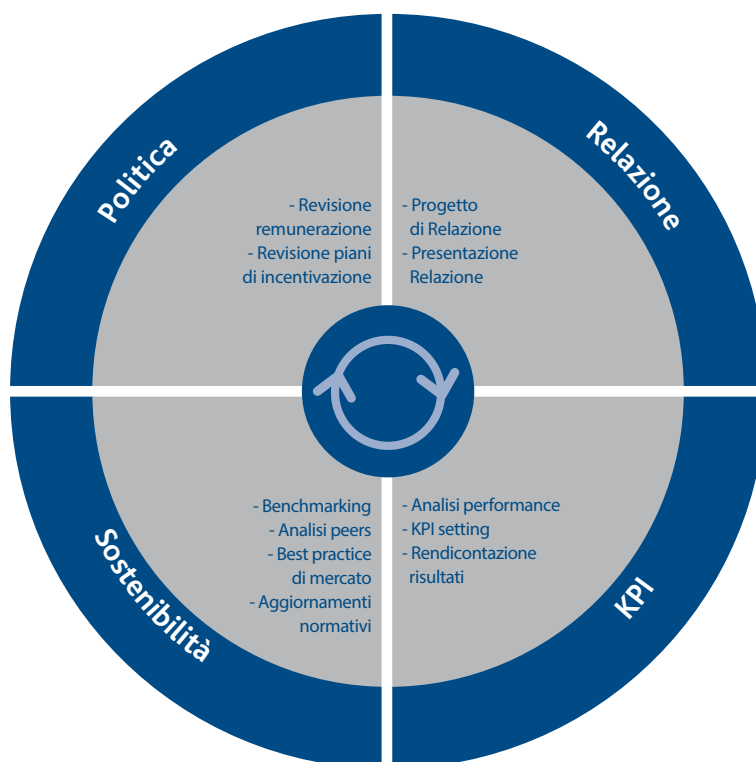 Politica
- Revisione
remunerazione
- Revisione piani
di incentivazione
Relazione
- Progetto
di Relazione
- Presentazione
Relazione
Sostenibilità
- Benchmarking
- Analisi peers
- Best practice
di mercato
- Aggiornamenti
normativi
- Analisi performance
- KPI setting
- Rendicontazione
risultati
KPI